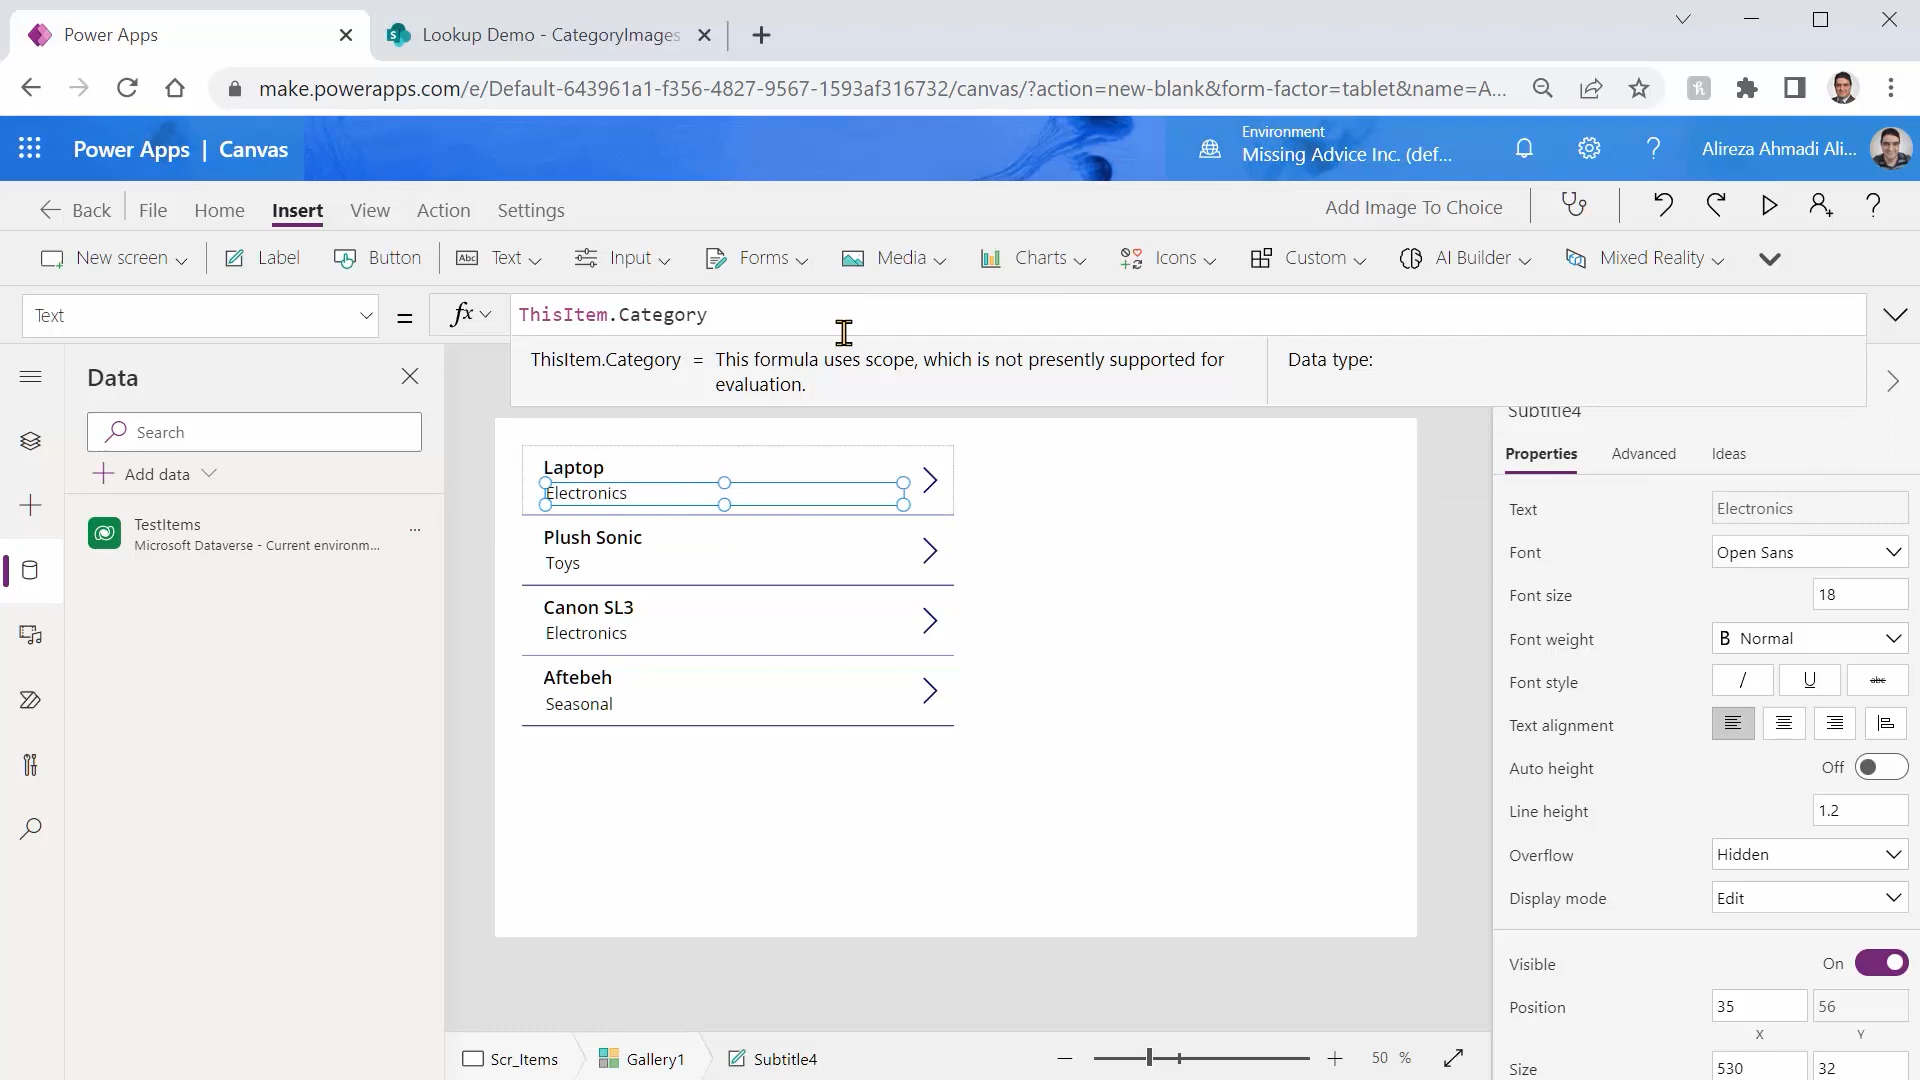 Power Apps
Lookup Demo - CategoryImages
make.powerapps.com/e/Default-643961a1-f356-4827-9567-1593af316732/canvas/?action=new-blank&form-factor=tablet&name=A...
Power Apps | Canvas
Environment
Missing Advice Inc. (def...
Alireza Ahmadi Ali...
Back
File
Home
Insert
View
Action
Settings
Add Image To Choice
New screen
Label
Button
Text
Input
Forms
Media
Charts
Icons
Custom
AI Builder
Mixed Reality
Text
=
fx
ThisItem.Category
ThisItem.Category = This formula uses scope, which is not presently supported for
evaluation.
Data type:
Data
Search
Add data
TestItems
Microsoft Dataverse - Current environm...
Laptop
Electronics
Plush Sonic
Toys
Canon SL3
Electronics
Aftebeh
Seasonal
Subtitle4
Properties
Advanced
Ideas
Text
Electronics
Font
Open Sans
Font size
18
Font weight
B Normal
Font style
/
U
abc
Text alignment
Auto height
Off
Line height
1.2
Overflow
Hidden
Display mode
Edit
Visible
On
Position
35
56
X
Y
Size
530
32
Scr_Items
Gallery1
Subtitle4
50 %